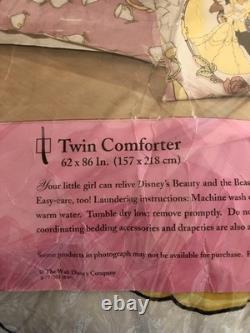 Twin Comforter
62 x 86 In. (157 x 218 cm)
Your little girl can relive Disney's Beauty and the Beas
Easy-care, too! Laundering instructions: Machine wash c
warm water. Tumble dry low; remove promptly. Do no
coordinating bedding accessories and draperies are also a
Some products in photograph may not be available for purchase.
© The Walt Disney Company